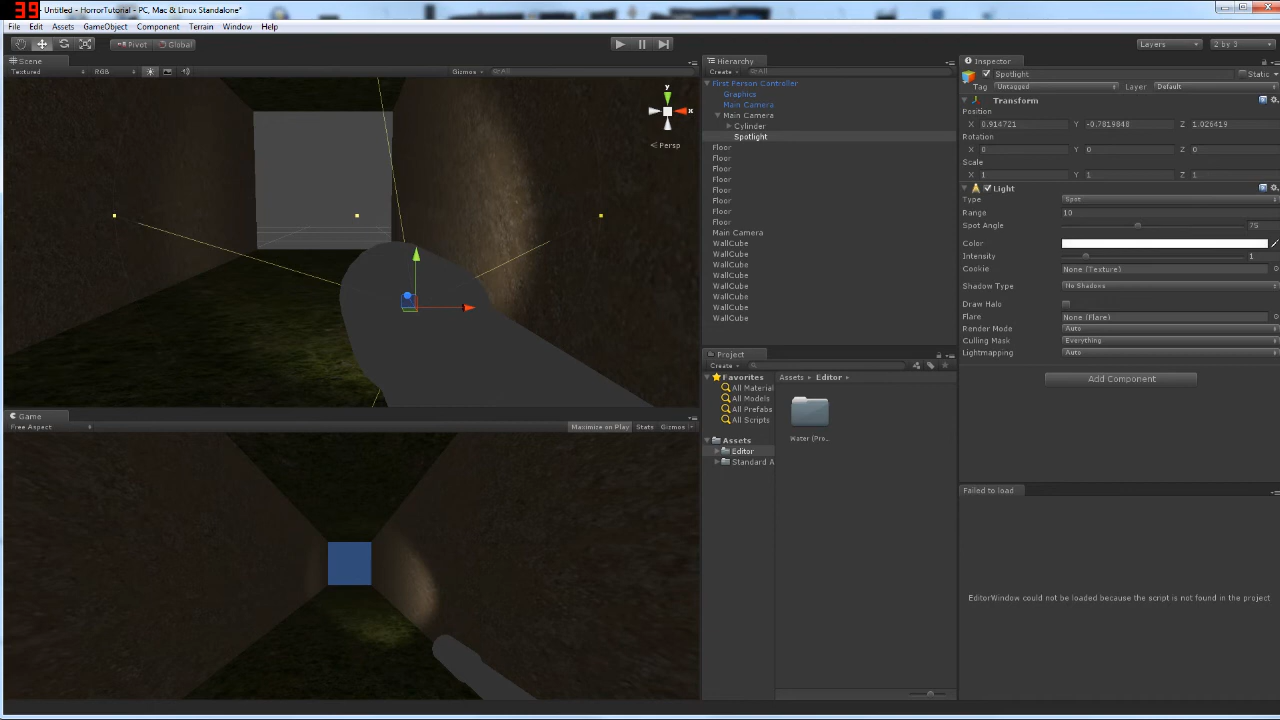 39
Untitled - HorrorTutorial - PC, Mac & Linux Standalone*
File Edit Assets GameObject Component Terrain Window Help
Pivot Global Layers 2 by 3
Scene
Textured RGB Gizmos All
y
x
Persp
Game
Free Aspect Maximize on Play Stats Gizmos
Hierarchy
Create All
First Person Controller
Graphics
Main Camera
Main Camera
Cylinder
Spotlight
Floor
Floor
Floor
Floor
Floor
Floor
Floor
Floor
Main Camera
WallCube
WallCube
WallCube
WallCube
WallCube
WallCube
WallCube
WallCube
Project
Create
Favorites
All Material
All Models
All Prefabs
All Scripts
Assets
Editor
Standard A
Assets Editor
Water (Pro...
Inspector
Spotlight Static
Tag Untagged Layer Default
Transform
Position
X 0.914721 Y -0.7819848 Z 1.026419
Rotation
X 0 Y 0 Z 0
Scale
X 1 Y 1 Z 1
Light
Type Spot
Range 10
Spot Angle 75
Color
Intensity 1
Cookie None (Texture)
Shadow Type No Shadows
Draw Halo
Flare None (Flare)
Render Mode Auto
Culling Mask Everything
Lightmapping Auto
Add Component
Failed to load
EditorWindow could not be loaded because the script is not found in the project